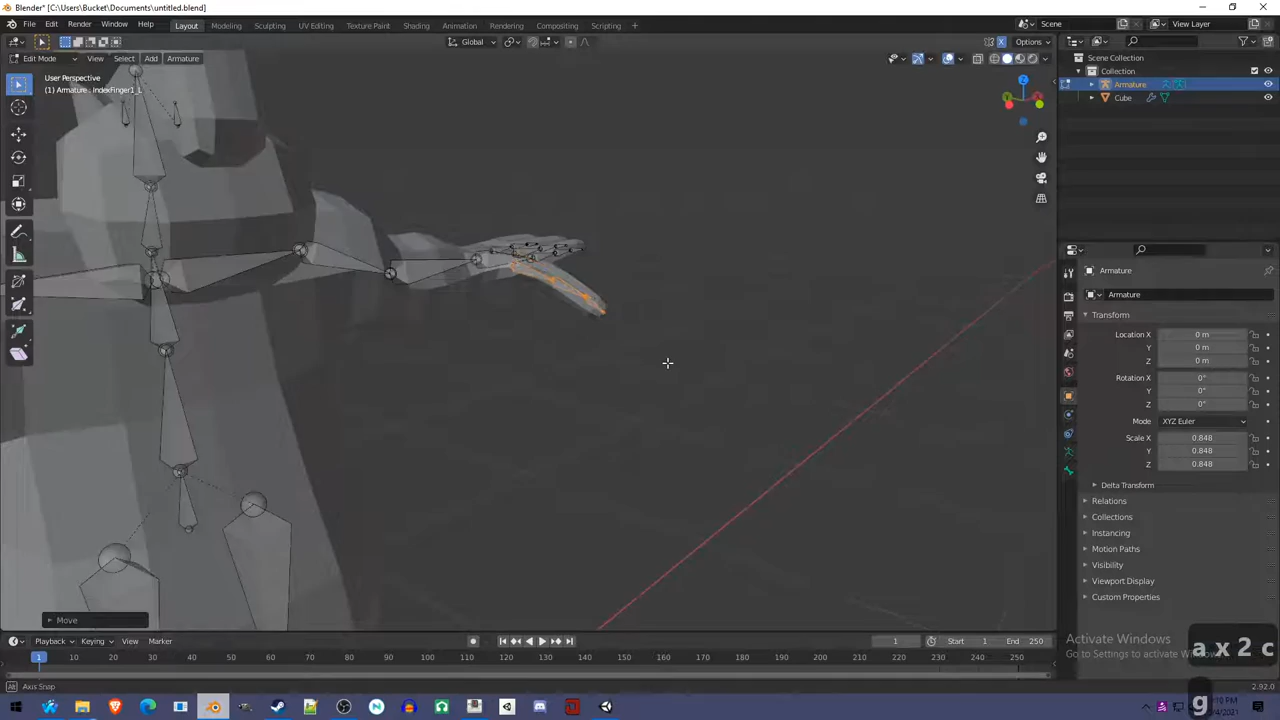 Blender* [C:\Users\Bucket\Documents\untitled.blend]
File Edit Render Window Help Layout Modeling Sculpting UV Editing Texture Paint Shading Animation Rendering Compositing Scripting Scene View Layer
Global Options
Edit Mode View Select Add Armature
User Perspective
(1) Armature : IndexFinger1_L
Scene Collection
Collection
Armature
Cube
Armature
Armature
Transform
Location X 0 m
Y 0 m
Z 0 m
Rotation X 0°
Y 0°
Z 0°
Mode XYZ Euler
Scale X 0.848
Y 0.848
Z 0.848
Delta Transform
Relations
Collections
Instancing
Motion Paths
Visibility
Viewport Display
Custom Properties
Move
Playback Keying View Marker 1 Start 1 End 250
1 10 20 30 40 50 60 70 80 90 100 110 120 130 140 150 160 170 180 190 200 210 220 230 240 250
Activate Windows
Go to Settings to activate
a x 2 c
g
Axis Snap 2.92.0